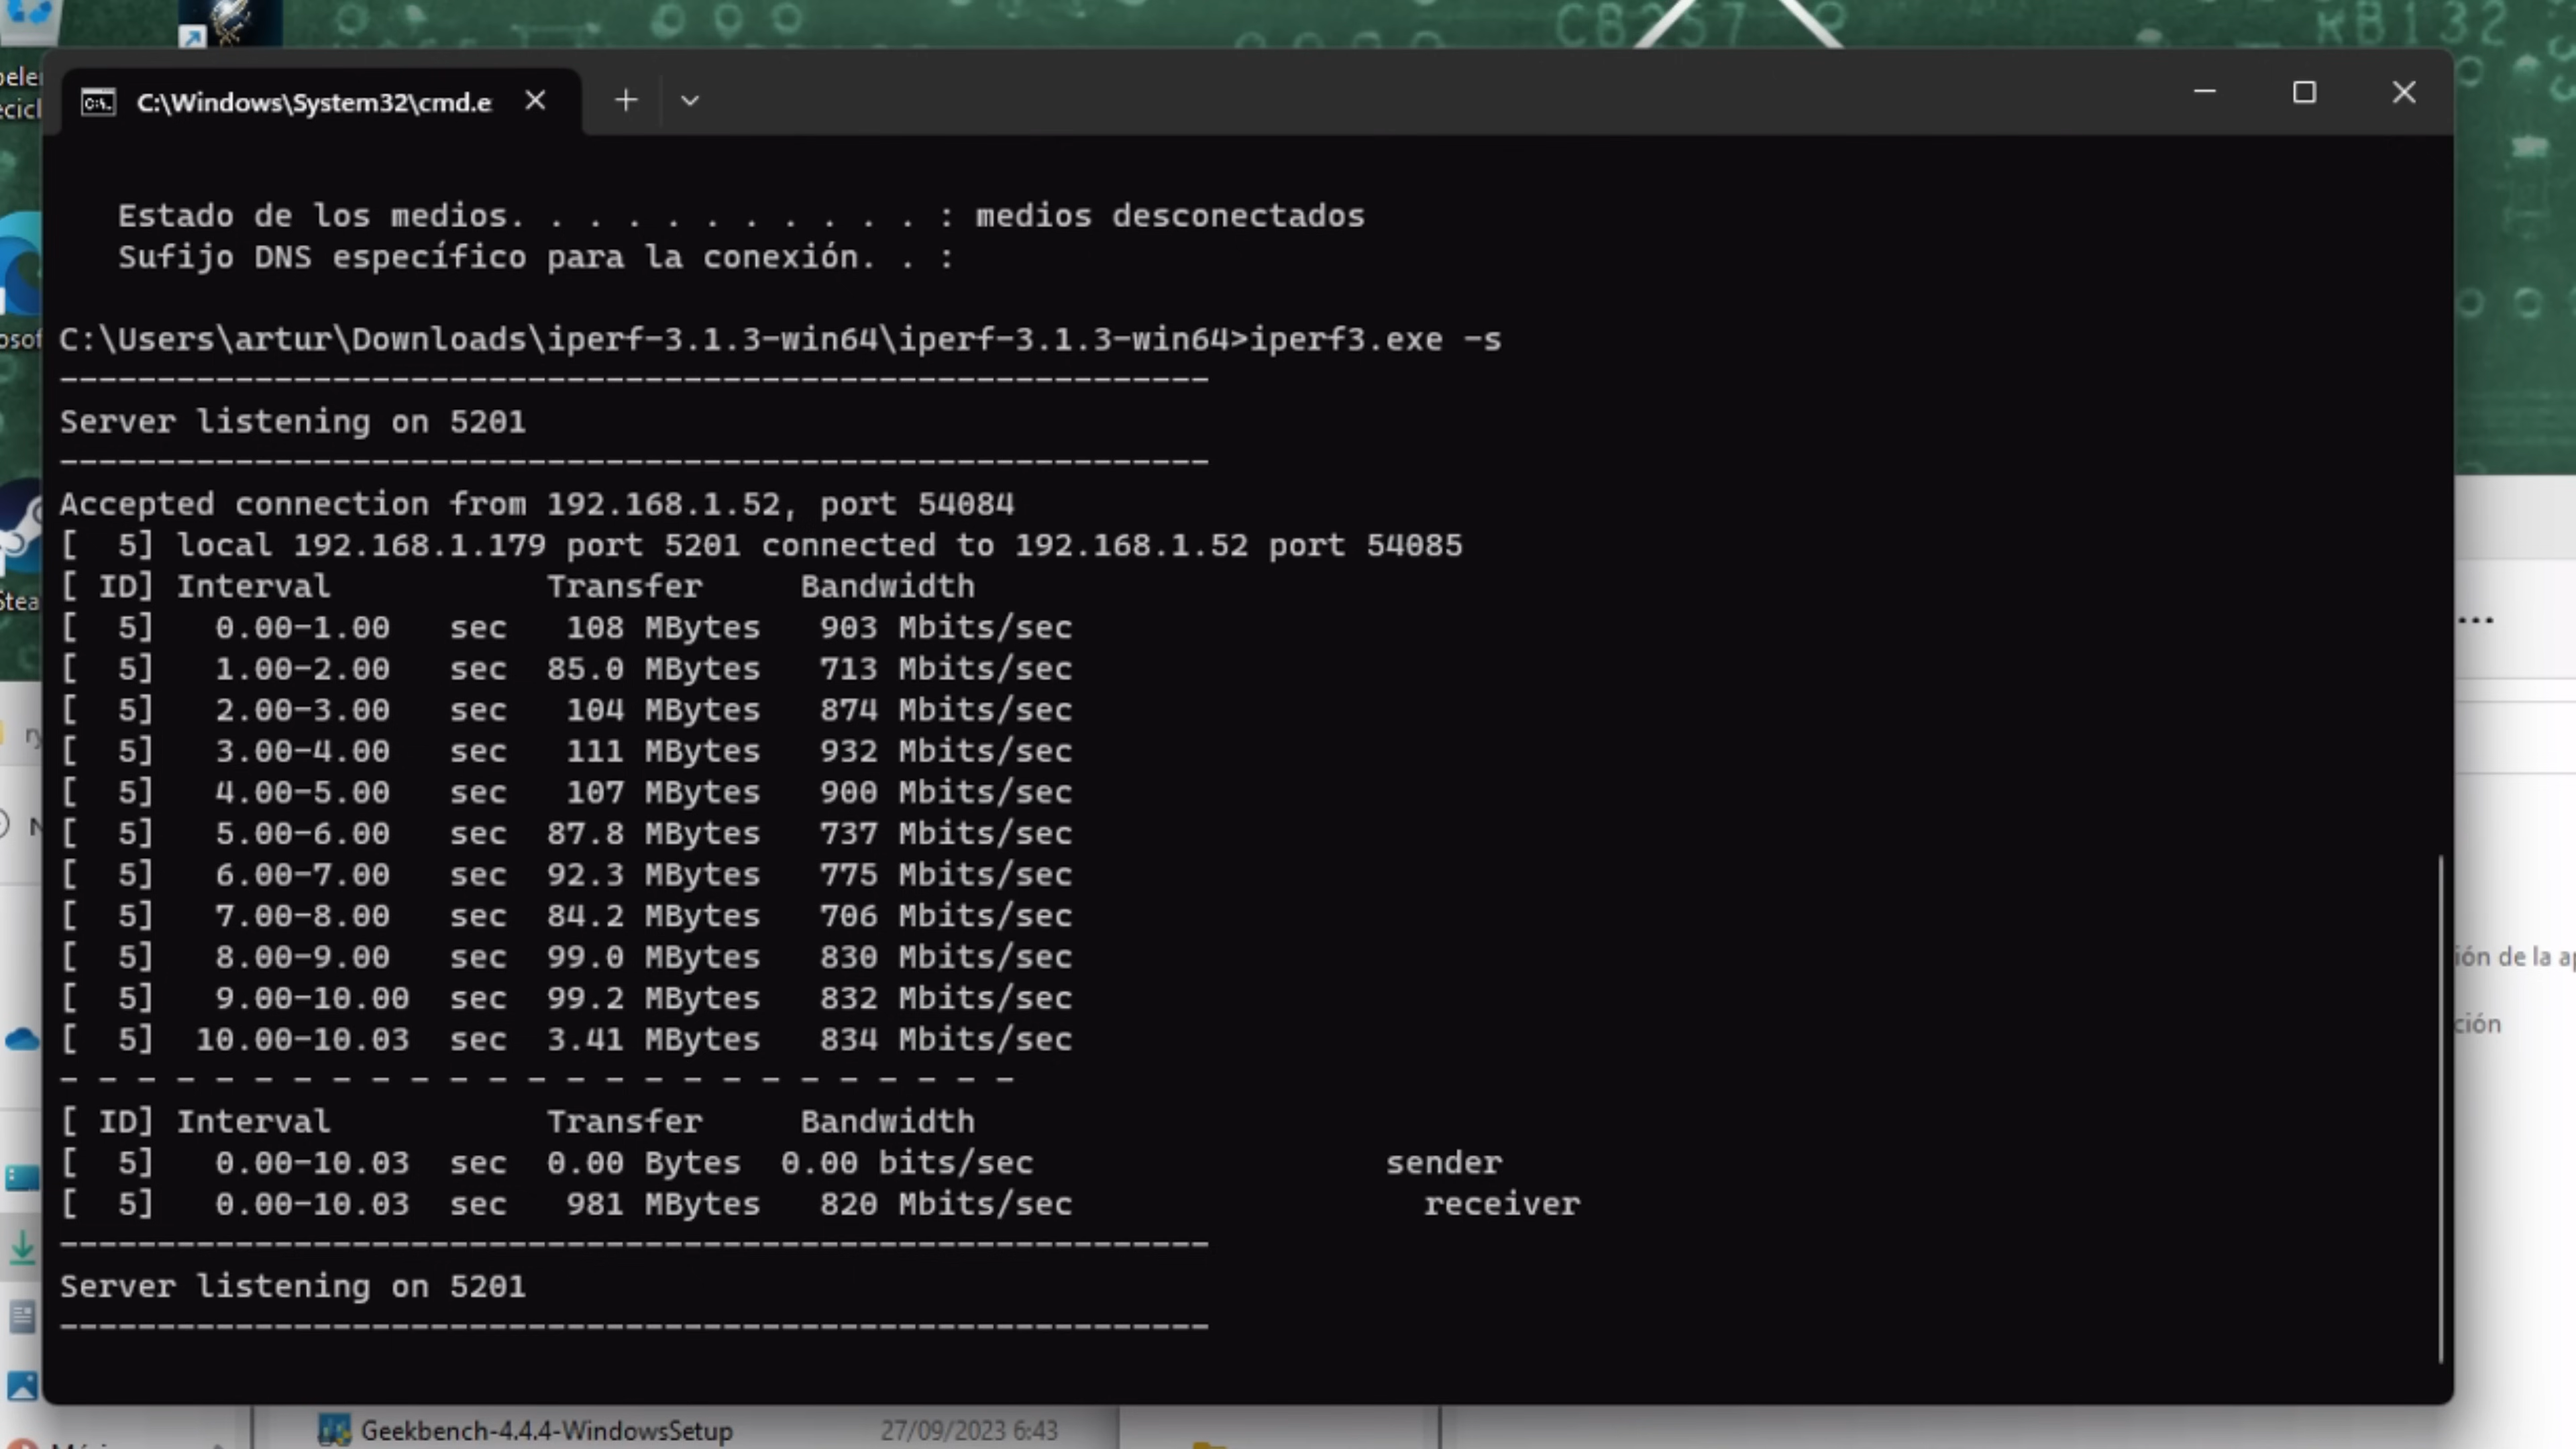 CB257
RB132
C:\Windows\System32\cmd.e
Estado de los medios. . . . . . . . . . . : medios desconectados
Sufijo DNS específico para la conexión. . :
C:\Users\artur\Downloads\iperf-3.1.3-win64\iperf-3.1.3-win64>iperf3.exe -s
-----------------------------------------------------------
Server listening on 5201
-----------------------------------------------------------
Accepted connection from 192.168.1.52, port 54084
[  5] local 192.168.1.179 port 5201 connected to 192.168.1.52 port 54085
[ ID] Interval           Transfer     Bandwidth
[  5]   0.00-1.00   sec   108 MBytes   903 Mbits/sec
[  5]   1.00-2.00   sec  85.0 MBytes   713 Mbits/sec
[  5]   2.00-3.00   sec   104 MBytes   874 Mbits/sec
[  5]   3.00-4.00   sec   111 MBytes   932 Mbits/sec
[  5]   4.00-5.00   sec   107 MBytes   900 Mbits/sec
[  5]   5.00-6.00   sec  87.8 MBytes   737 Mbits/sec
[  5]   6.00-7.00   sec  92.3 MBytes   775 Mbits/sec
[  5]   7.00-8.00   sec  84.2 MBytes   706 Mbits/sec
[  5]   8.00-9.00   sec  99.0 MBytes   830 Mbits/sec
[  5]   9.00-10.00  sec  99.2 MBytes   832 Mbits/sec
[  5]  10.00-10.03  sec  3.41 MBytes   834 Mbits/sec
- - - - - - - - - - - - - - - - - - - - - - - - -
[ ID] Interval           Transfer     Bandwidth
[  5]   0.00-10.03  sec  0.00 Bytes  0.00 bits/sec                  sender
[  5]   0.00-10.03  sec   981 MBytes   820 Mbits/sec                  receiver
-----------------------------------------------------------
Server listening on 5201
-----------------------------------------------------------
ión de la
ción
Geekbench-4.4.4-WindowsSetup 27/09/2023 6:43